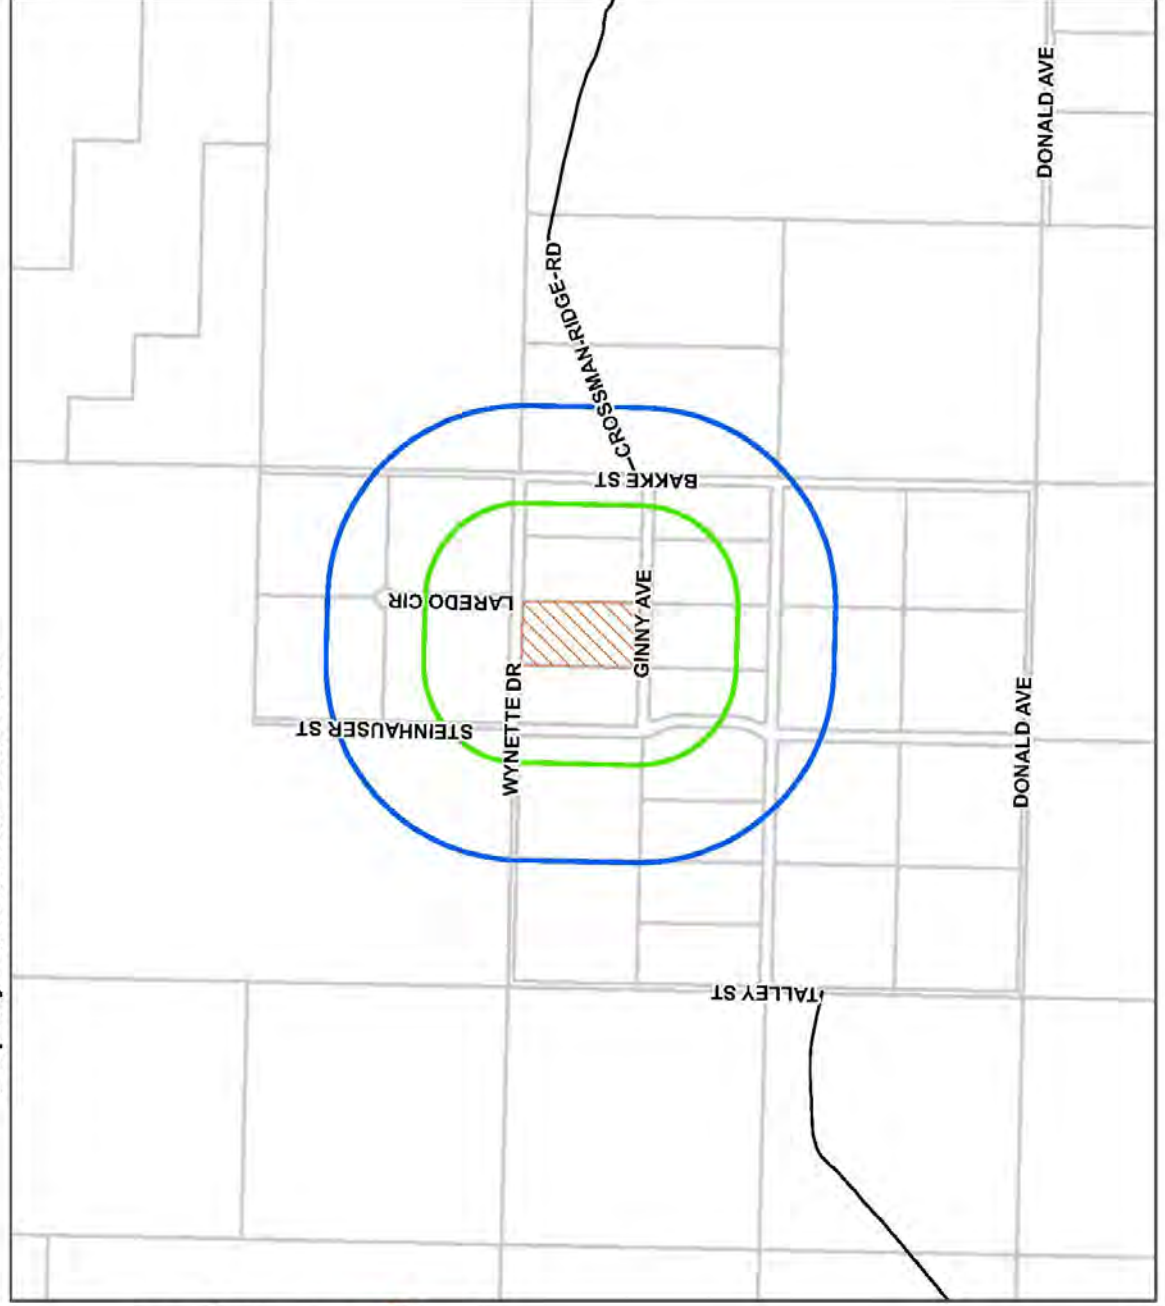 DONALD AVE
CROSSMAN-RIDGE-RD
BAKKE ST
LAREDO CIR
GINNY AVE
WYNETTE DR
STEINHAUSER ST
DONALD AVE
TALLEY ST